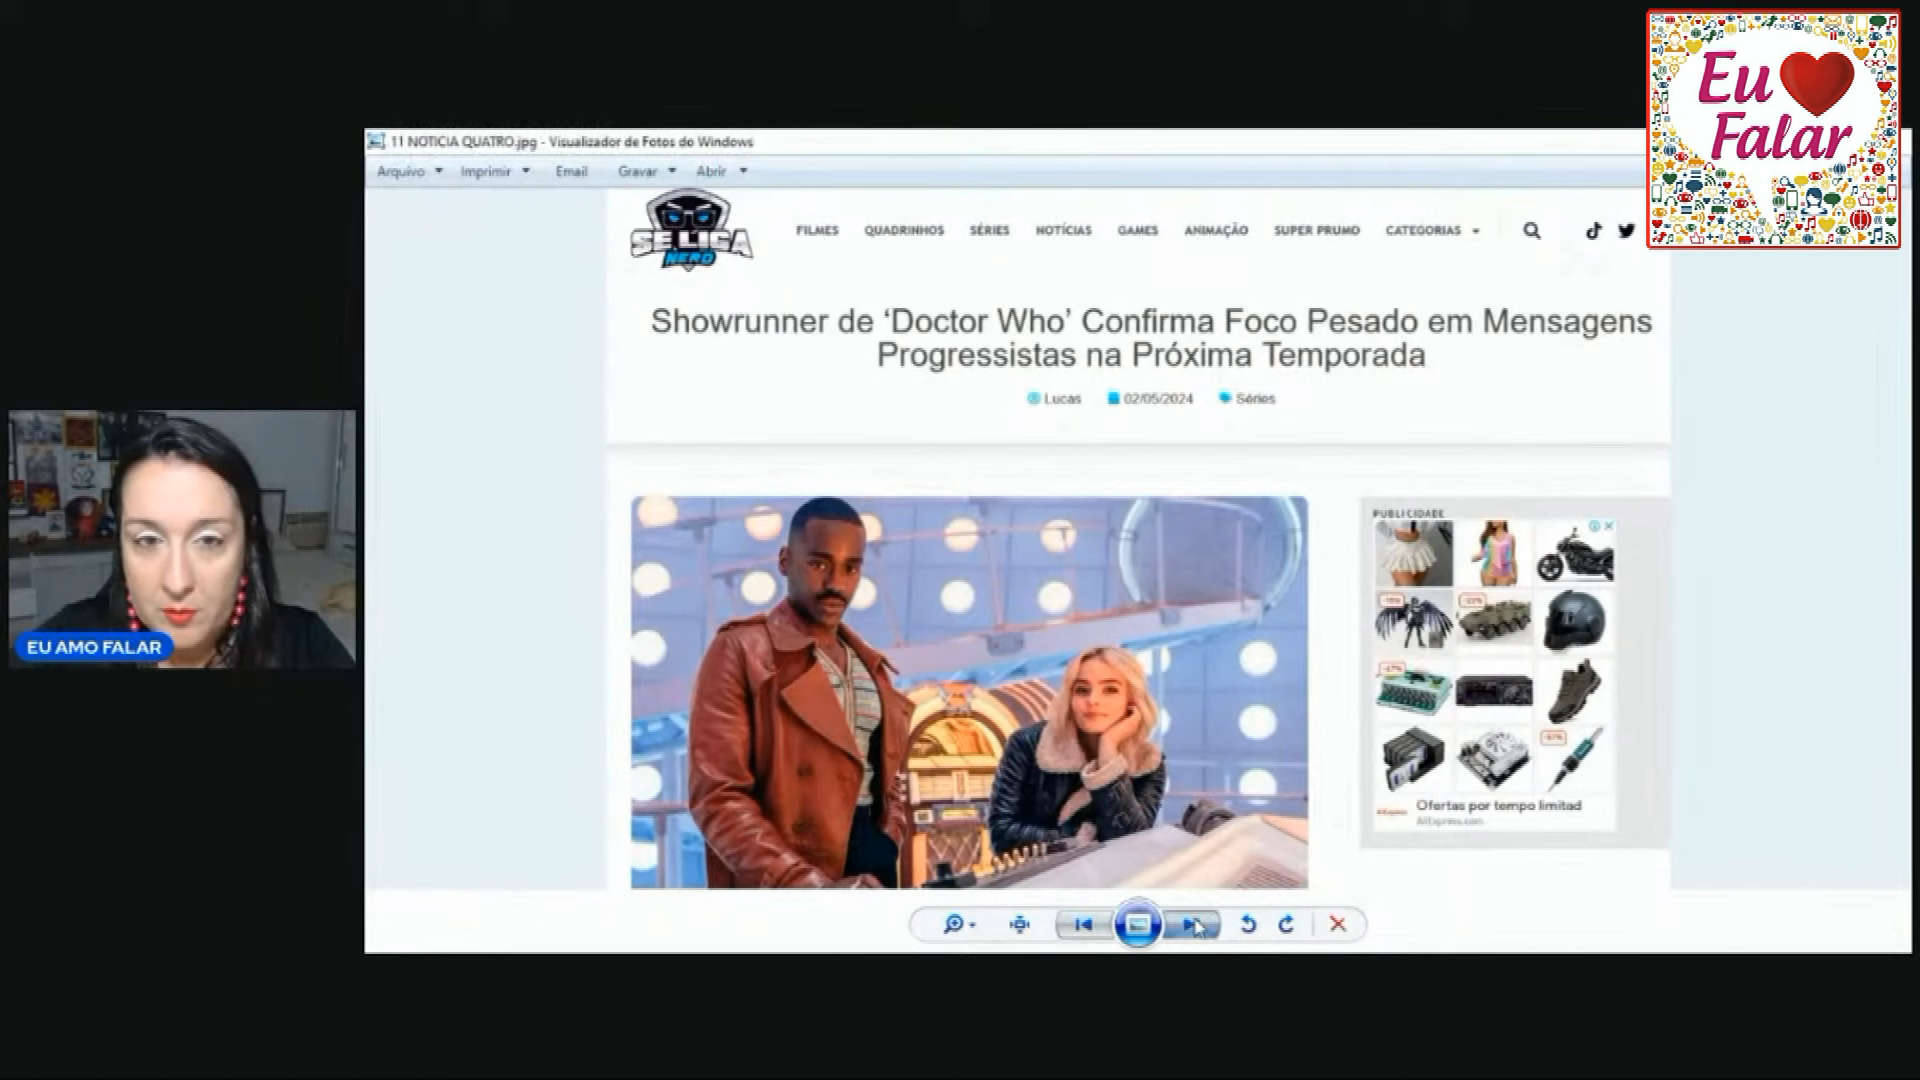 Eu
Falar
11 NOTICIA QUATRO.jpg - Visualizador de Fotos do Windows
Arquivo Imprimir Email Gravar Abrir
SE LIGA
NERD
FILMES QUADRINHOS SÉRIES NOTÍCIAS GAMES ANIMAÇÃO SUPER PRUMO CATEGORIAS
Showrunner de ‘Doctor Who’ Confirma Foco Pesado em Mensagens
Progressistas na Próxima Temporada
Lucas 02/05/2024 Séries
PUBLICIDADE
EU AMO FALAR
Ofertas por tempo limitad
AliExpress.com